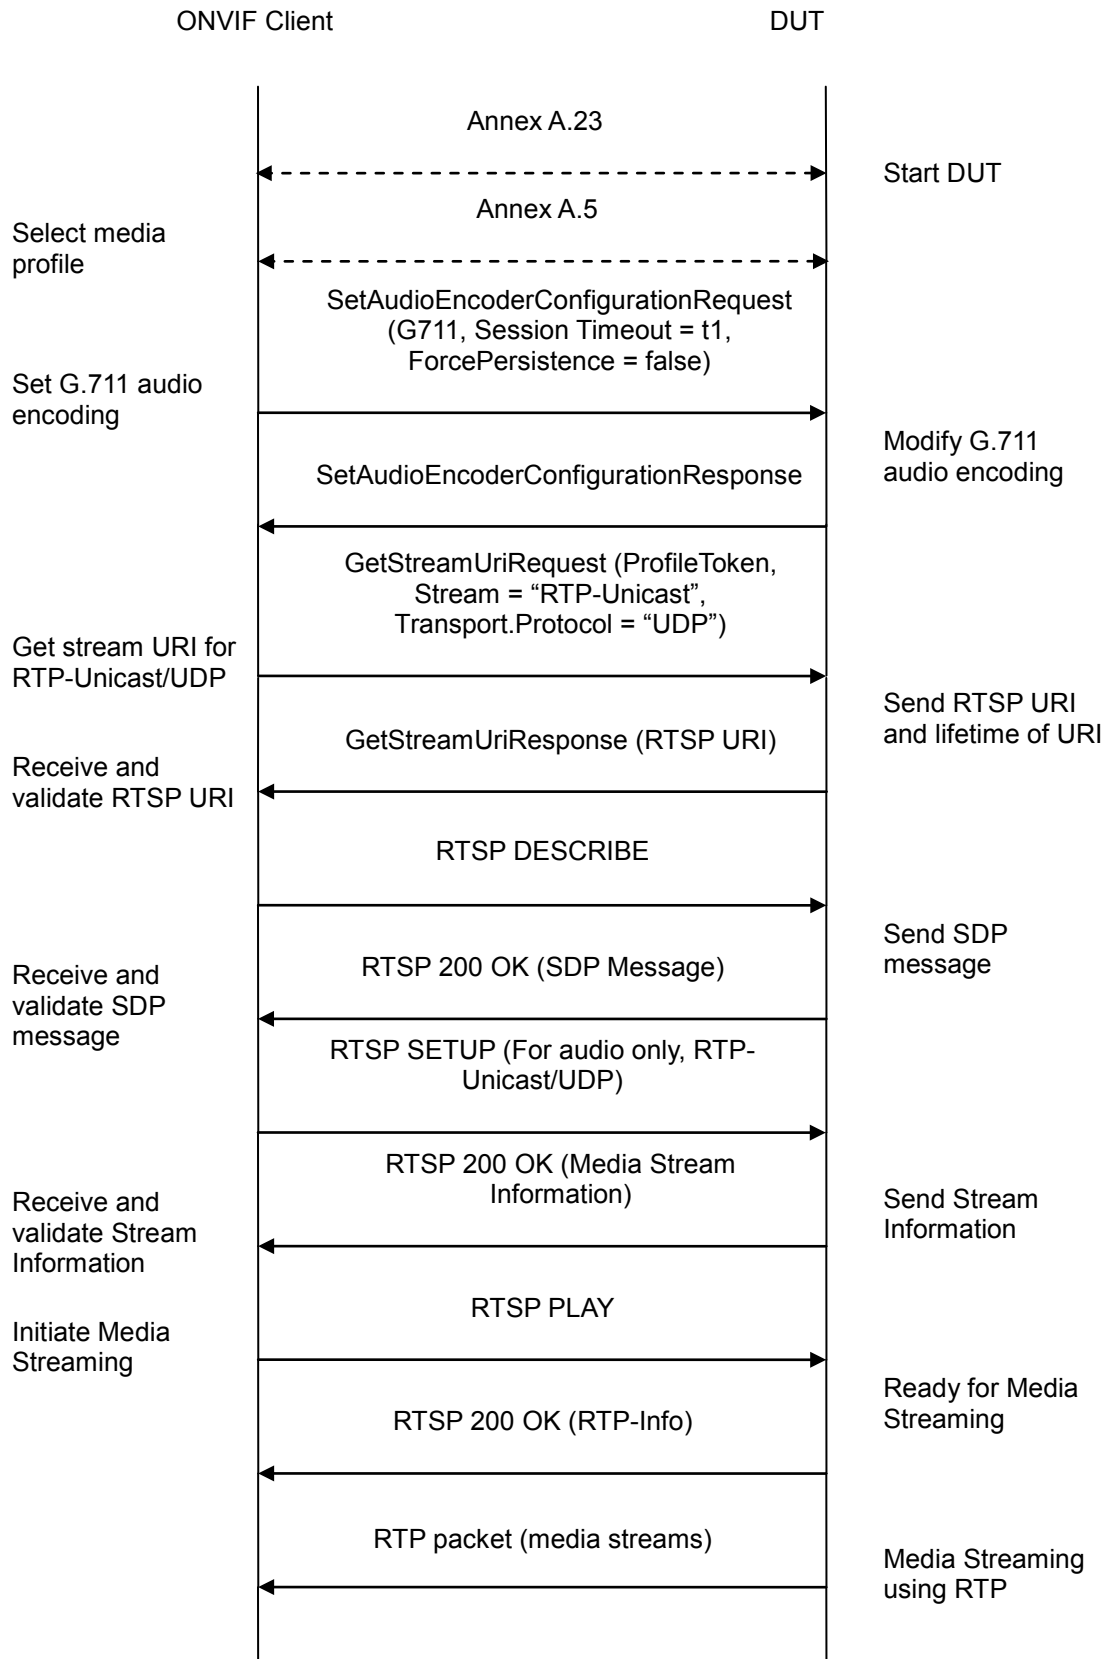 ONVIF Client
DUT
Annex A.23
Start DUT
Annex A.5
Select media
profile
SetAudioEncoderConfigurationRequest
(G711, Session Timeout = t1,
ForcePersistence = false)
Set G.711 audio
encoding
Modify G.711
audio encoding
SetAudioEncoderConfigurationResponse
GetStreamUriRequest (ProfileToken,
Stream = “RTP-Unicast”,
Transport.Protocol = “UDP”)
Get stream URI for
RTP-Unicast/UDP
Send RTSP URI
and lifetime of URI
GetStreamUriResponse (RTSP URI)
Receive and
validate RTSP URI
RTSP DESCRIBE
Send SDP
message
RTSP 200 OK (SDP Message)
Receive and
validate SDP
message
RTSP SETUP (For audio only, RTP-
Unicast/UDP)
RTSP 200 OK (Media Stream
Information)
Receive and
validate Stream
Information
Send Stream
Information
RTSP PLAY
Initiate Media
Streaming
Ready for Media
Streaming
RTSP 200 OK (RTP-Info)
RTP packet (media streams)
Media Streaming
using RTP